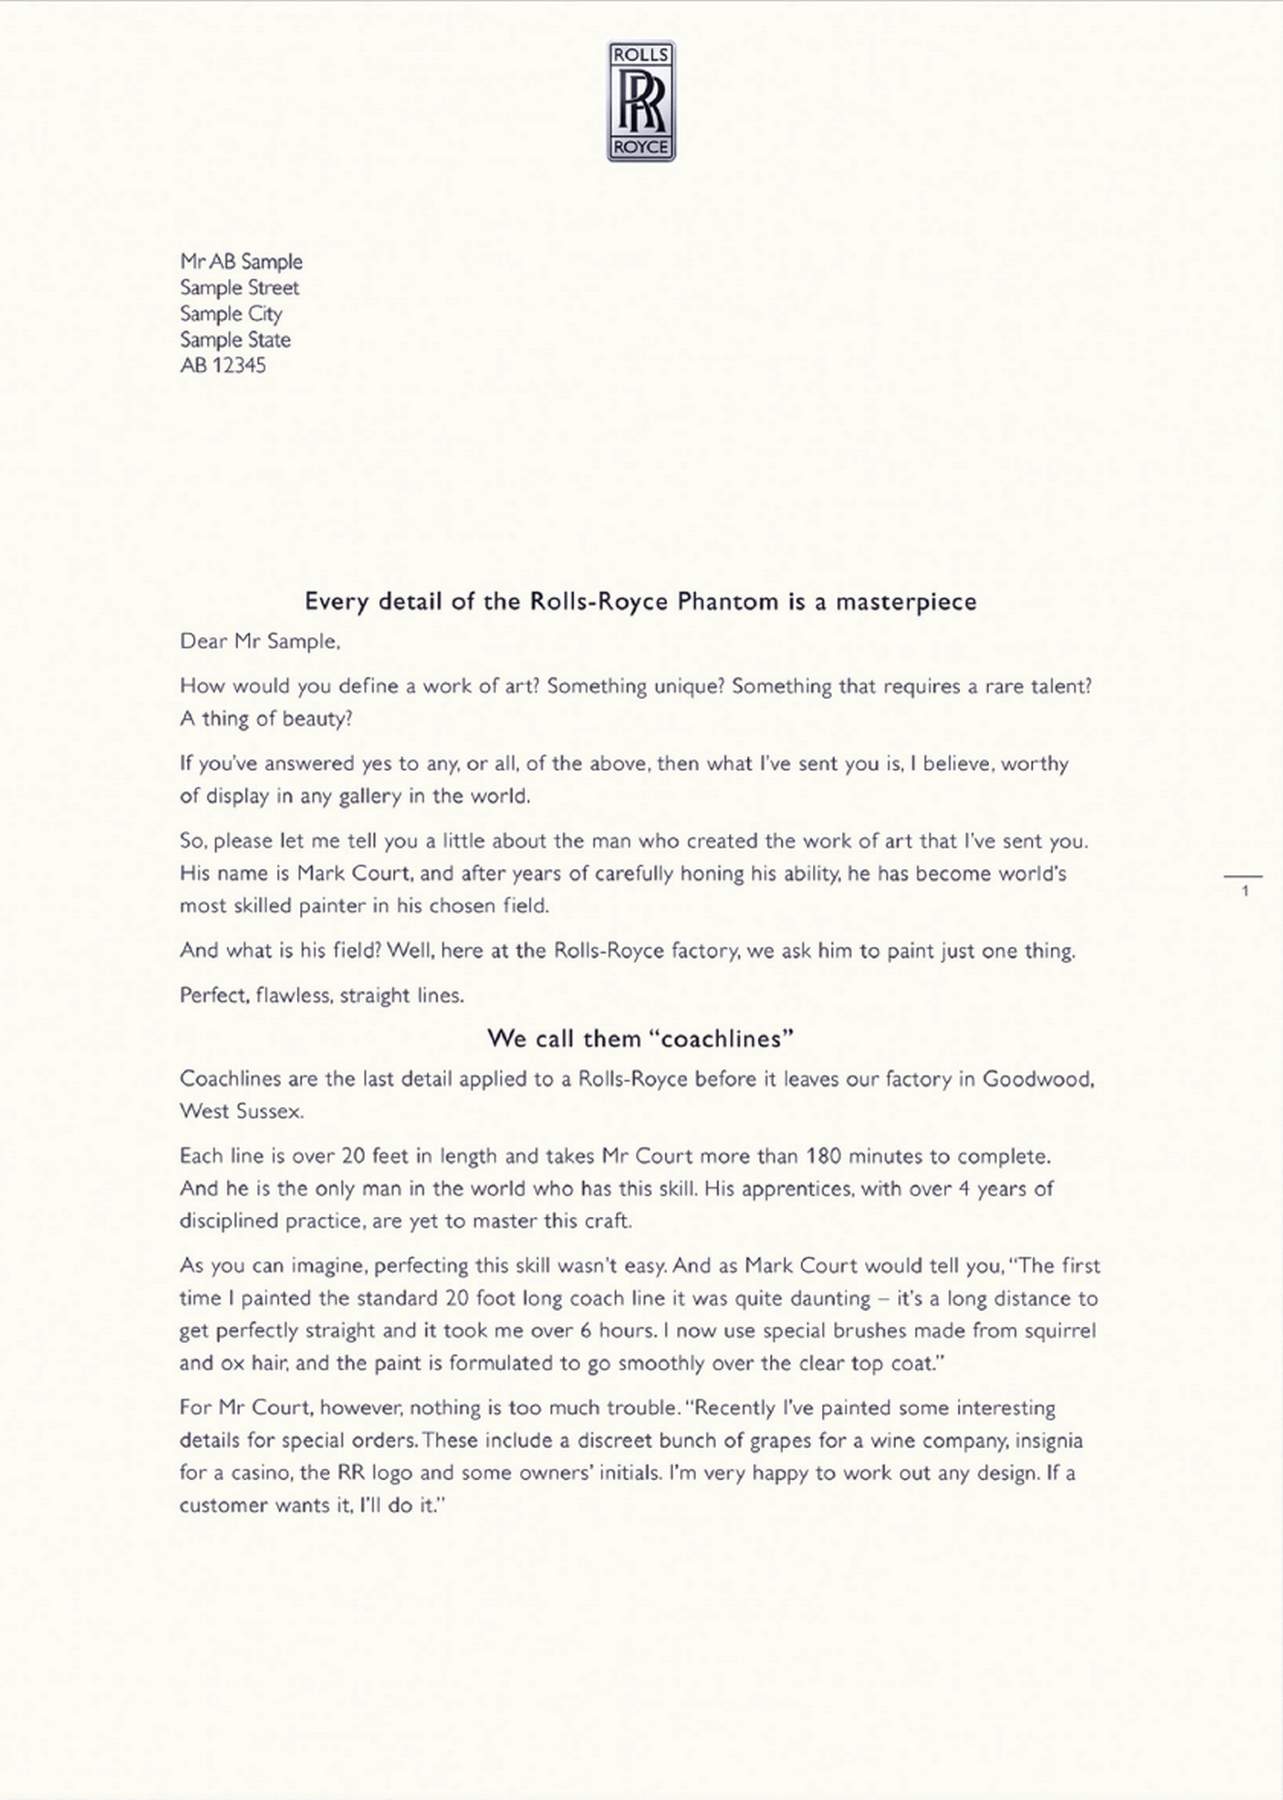 ROLLS
RR
ROYCE
Mr AB Sample
Sample Street
Sample City
Sample State
AB 12345
Every detail of the Rolls-Royce Phantom is a masterpiece
Dear Mr Sample,
How would you define a work of art? Something unique? Something that requires a rare talent?
A thing of beauty?
If you've answered yes to any, or all, of the above, then what I've sent you is, I believe, worthy
of display in any gallery in the world.
So, please let me tell you a little about the man who created the work of art that I've sent you.
His name is Mark Court, and after years of carefully honing his ability, he has become world's
most skilled painter in his chosen field.
1
And what is his field? Well, here at the Rolls-Royce factory, we ask him to paint just one thing.
Perfect, flawless, straight lines.
We call them “coachlines”
Coachlines are the last detail applied to a Rolls-Royce before it leaves our factory in Goodwood,
West Sussex.
Each line is over 20 feet in length and takes Mr Court more than 180 minutes to complete.
And he is the only man in the world who has this skill. His apprentices, with over 4 years of
disciplined practice, are yet to master this craft.
As you can imagine, perfecting this skill wasn't easy. And as Mark Court would tell you, “The first
time I painted the standard 20 foot long coach line it was quite daunting – it's a long distance to
get perfectly straight and it took me over 6 hours. I now use special brushes made from squirrel
and ox hair, and the paint is formulated to go smoothly over the clear top coat.”
For Mr Court, however, nothing is too much trouble. “Recently I've painted some interesting
details for special orders. These include a discreet bunch of grapes for a wine company, insignia
for a casino, the RR logo and some owners' initials. I'm very happy to work out any design. If a
customer wants it, I'll do it.”